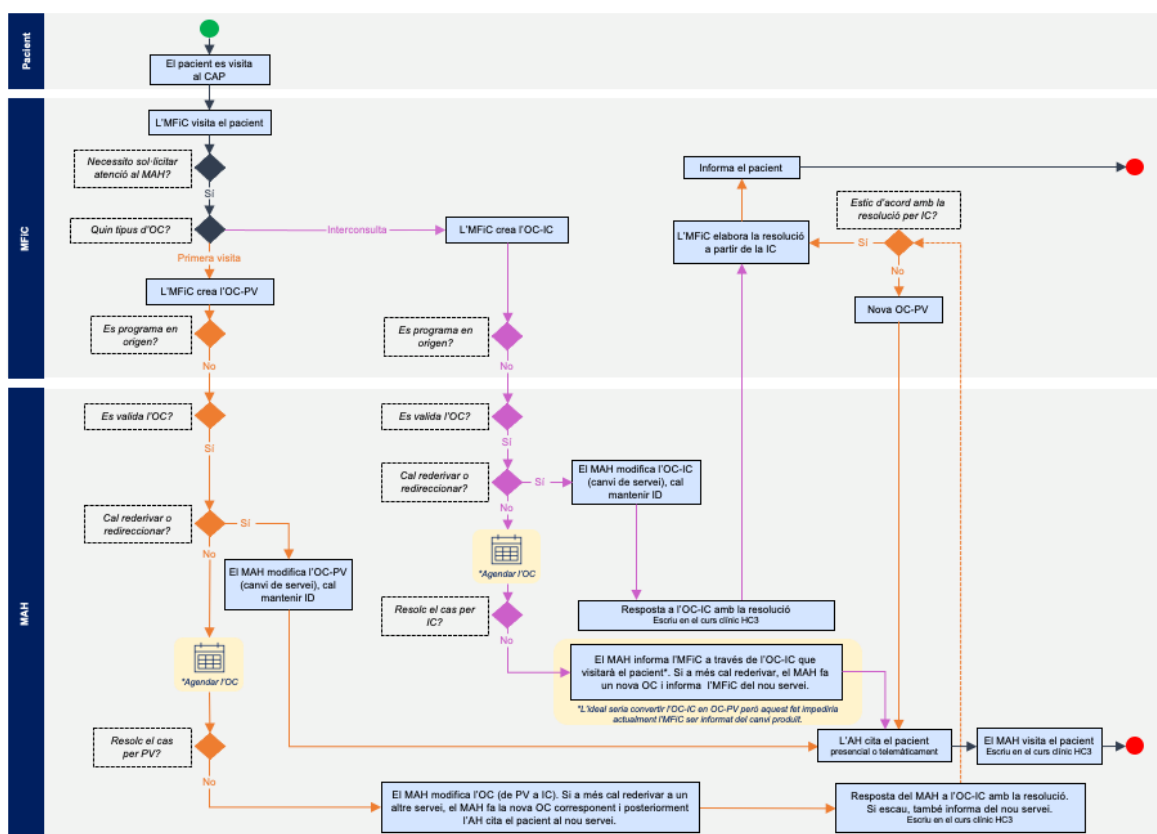 Pacient
El pacient es visita
al CAP
MFiC
L'MFiC visita el pacient
Necessito sol·licitar
atenció al MAH?
Sí
Quin tipus d'OC?
Interconsulta
Primera visita
L'MFiC crea l'OC-IC
L'MFiC crea l'OC-PV
Es programa en
origen?
No
Es programa en
origen?
No
Informa el pacient
Estic d'acord amb la
resolució per IC?
L'MFiC elabora la resolució
a partir de la IC
Sí
No
Nova OC-PV
MAH
Es valida l'OC?
Sí
Cal rederivar o
redireccionar?
Sí
No
El MAH modifica l'OC-PV
(canvi de servei), cal
mantenir ID
*Agendar l'OC
Resolc el cas
per PV?
No
Es valida l'OC?
Sí
Cal rederivar o
redireccionar?
Sí
No
El MAH modifica l'OC-IC
(canvi de servei), cal
mantenir ID
*Agendar l'OC
Resolc el cas per
IC?
No
Resposta a l'OC-IC amb la resolució
Escriu en el curs clínic HC3
El MAH informa l'MFiC a través de l'OC-IC que
visitarà el pacient*. Si a més cal rederivar, el MAH fa
un nova OC i informa l'MFiC del nou servei.
*L'ideal seria convertir l'OC-IC en OC-PV però aquest fet impediria
actualment l'MFiC ser informat del canvi produït.
L'AH cita el pacient
presencial o telemàticament
El MAH visita el pacient
Escriu en el curs clínic HC3
El MAH modifica l'OC (de PV a IC). Si a més cal rederivar a un
altre servei, el MAH fa la nova OC corresponent i posteriorment
l'AH cita el pacient al nou servei.
Resposta del MAH a l'OC-IC amb la resolució.
Si escau, també informa del nou servei.
Escriu en el curs clínic HC3